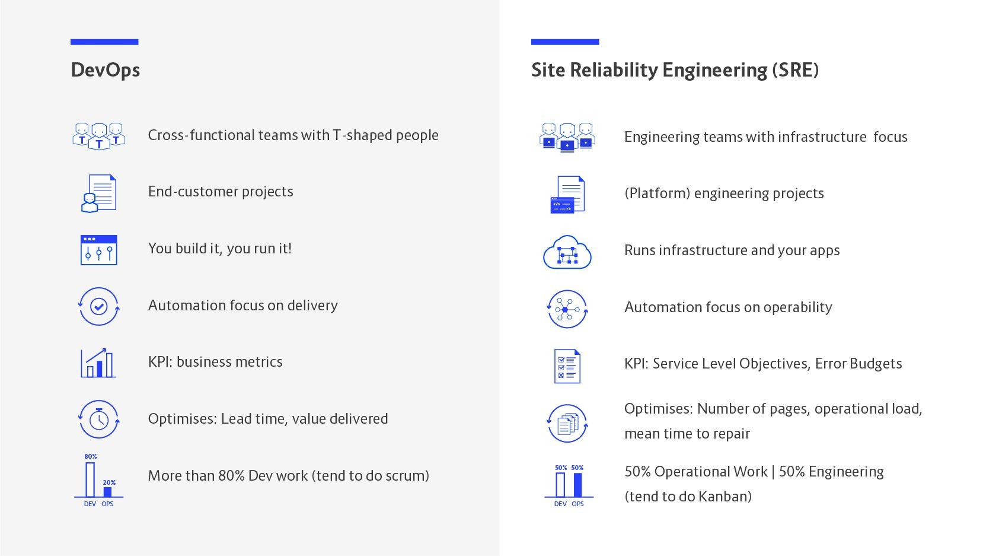 DevOps
T T T
Cross-functional teams with T-shaped people
End-customer projects
You build it, you run it!
Automation focus on delivery
KPI: business metrics
Optimises: Lead time, value delivered
80%
20%
DEV OPS
More than 80% Dev work (tend to do scrum)
Site Reliability Engineering (SRE)
Engineering teams with infrastructure  focus
(Platform) engineering projects
Runs infrastructure and your apps
Automation focus on operability
KPI: Service Level Objectives, Error Budgets
Optimises: Number of pages, operational load,
mean time to repair
50% 50%
DEV OPS
50% Operational Work | 50% Engineering
(tend to do Kanban)